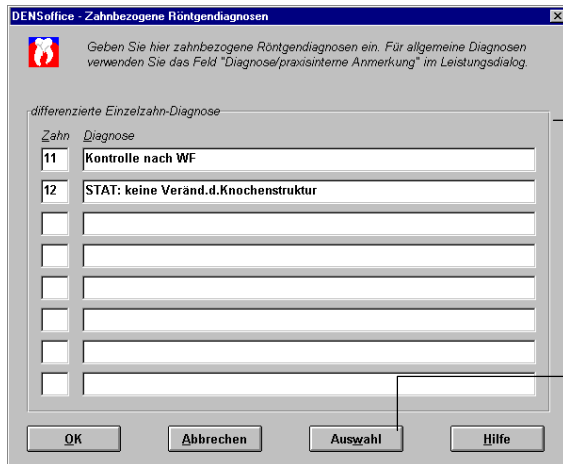 DENSoffice - Zahnbezogene Röntgendiagnosen
Geben Sie hier zahnbezogene Röntgendiagnosen ein. Für allgemeine Diagnosen
verwenden Sie das Feld "Diagnose/praxisinterne Anmerkung" im Leistungsdialog.
differenzierte Einzelzahn-Diagnose
Zahn Diagnose
11 Kontrolle nach WF
12 STAT: keine Veränd.d.Knochenstruktur
OK Abbrechen Auswahl Hilfe